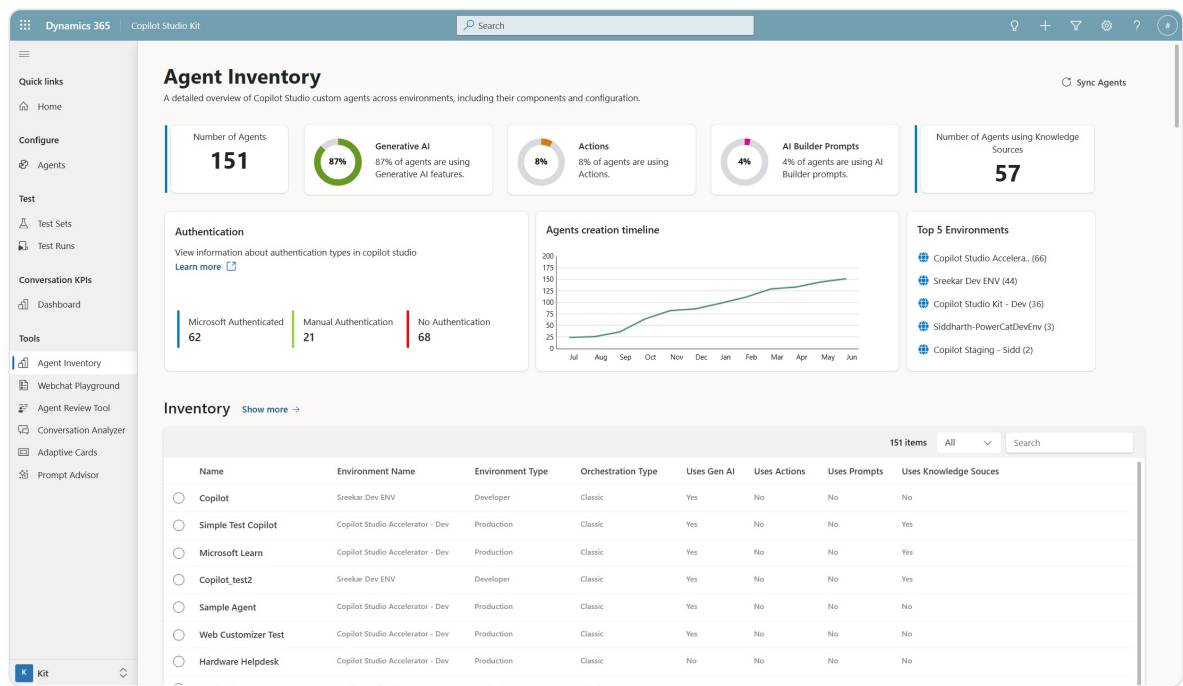 Dynamics 365 Copilot Studio Kit
Search
?
#
Quick links
Home
Configure
Agents
Test
Test Sets
Test Runs
Conversation KPIs
Dashboard
Tools
Agent Inventory
Webchat Playground
Agent Review Tool
Conversation Analyzer
Adaptive Cards
Prompt Advisor
K Kit
Agent Inventory
A detailed overview of Copilot Studio custom agents across environments, including their components and configuration.
Sync Agents
Number of Agents
151
87%
Generative AI
87% of agents are using
Generative AI features.
8%
Actions
8% of agents are using
Actions.
4%
AI Builder Prompts
4% of agents are using AI
Builder prompts.
Number of Agents using Knowledge
Sources
57
Authentication
View information about authentication types in copilot studio
Learn more
Microsoft Authenticated
62
Manual Authentication
21
No Authentication
68
Agents creation timeline
200
175
150
125
100
75
50
25
0
Jul Aug Sep Oct Nov Dec Jan Feb Mar Apr May Jun
Top 5 Environments
Copilot Studio Accelera.. (66)
Sreekar Dev ENV (44)
Copilot Studio Kit - Dev (36)
Siddharth-PowerCatDevEnv (3)
Copilot Staging - Sidd (2)
Inventory Show more
151 items All Search
Name Environment Name Environment Type Orchestration Type Uses Gen AI Uses Actions Uses Prompts Uses Knowledge Souces
Copilot Sreekar Dev ENV Developer Classic Yes No No No
Simple Test Copilot Copilot Studio Accelerator - Dev Production Classic Yes No No Yes
Microsoft Learn Copilot Studio Accelerator - Dev Production Classic Yes No No Yes
Copilot_test2 Sreekar Dev ENV Developer Classic Yes No No Yes
Sample Agent Copilot Studio Accelerator - Dev Production Classic Yes No No No
Web Customizer Test Copilot Studio Accelerator - Dev Production Classic Yes No No No
Hardware Helpdesk Copilot Studio Accelerator - Dev Production Classic No No No No